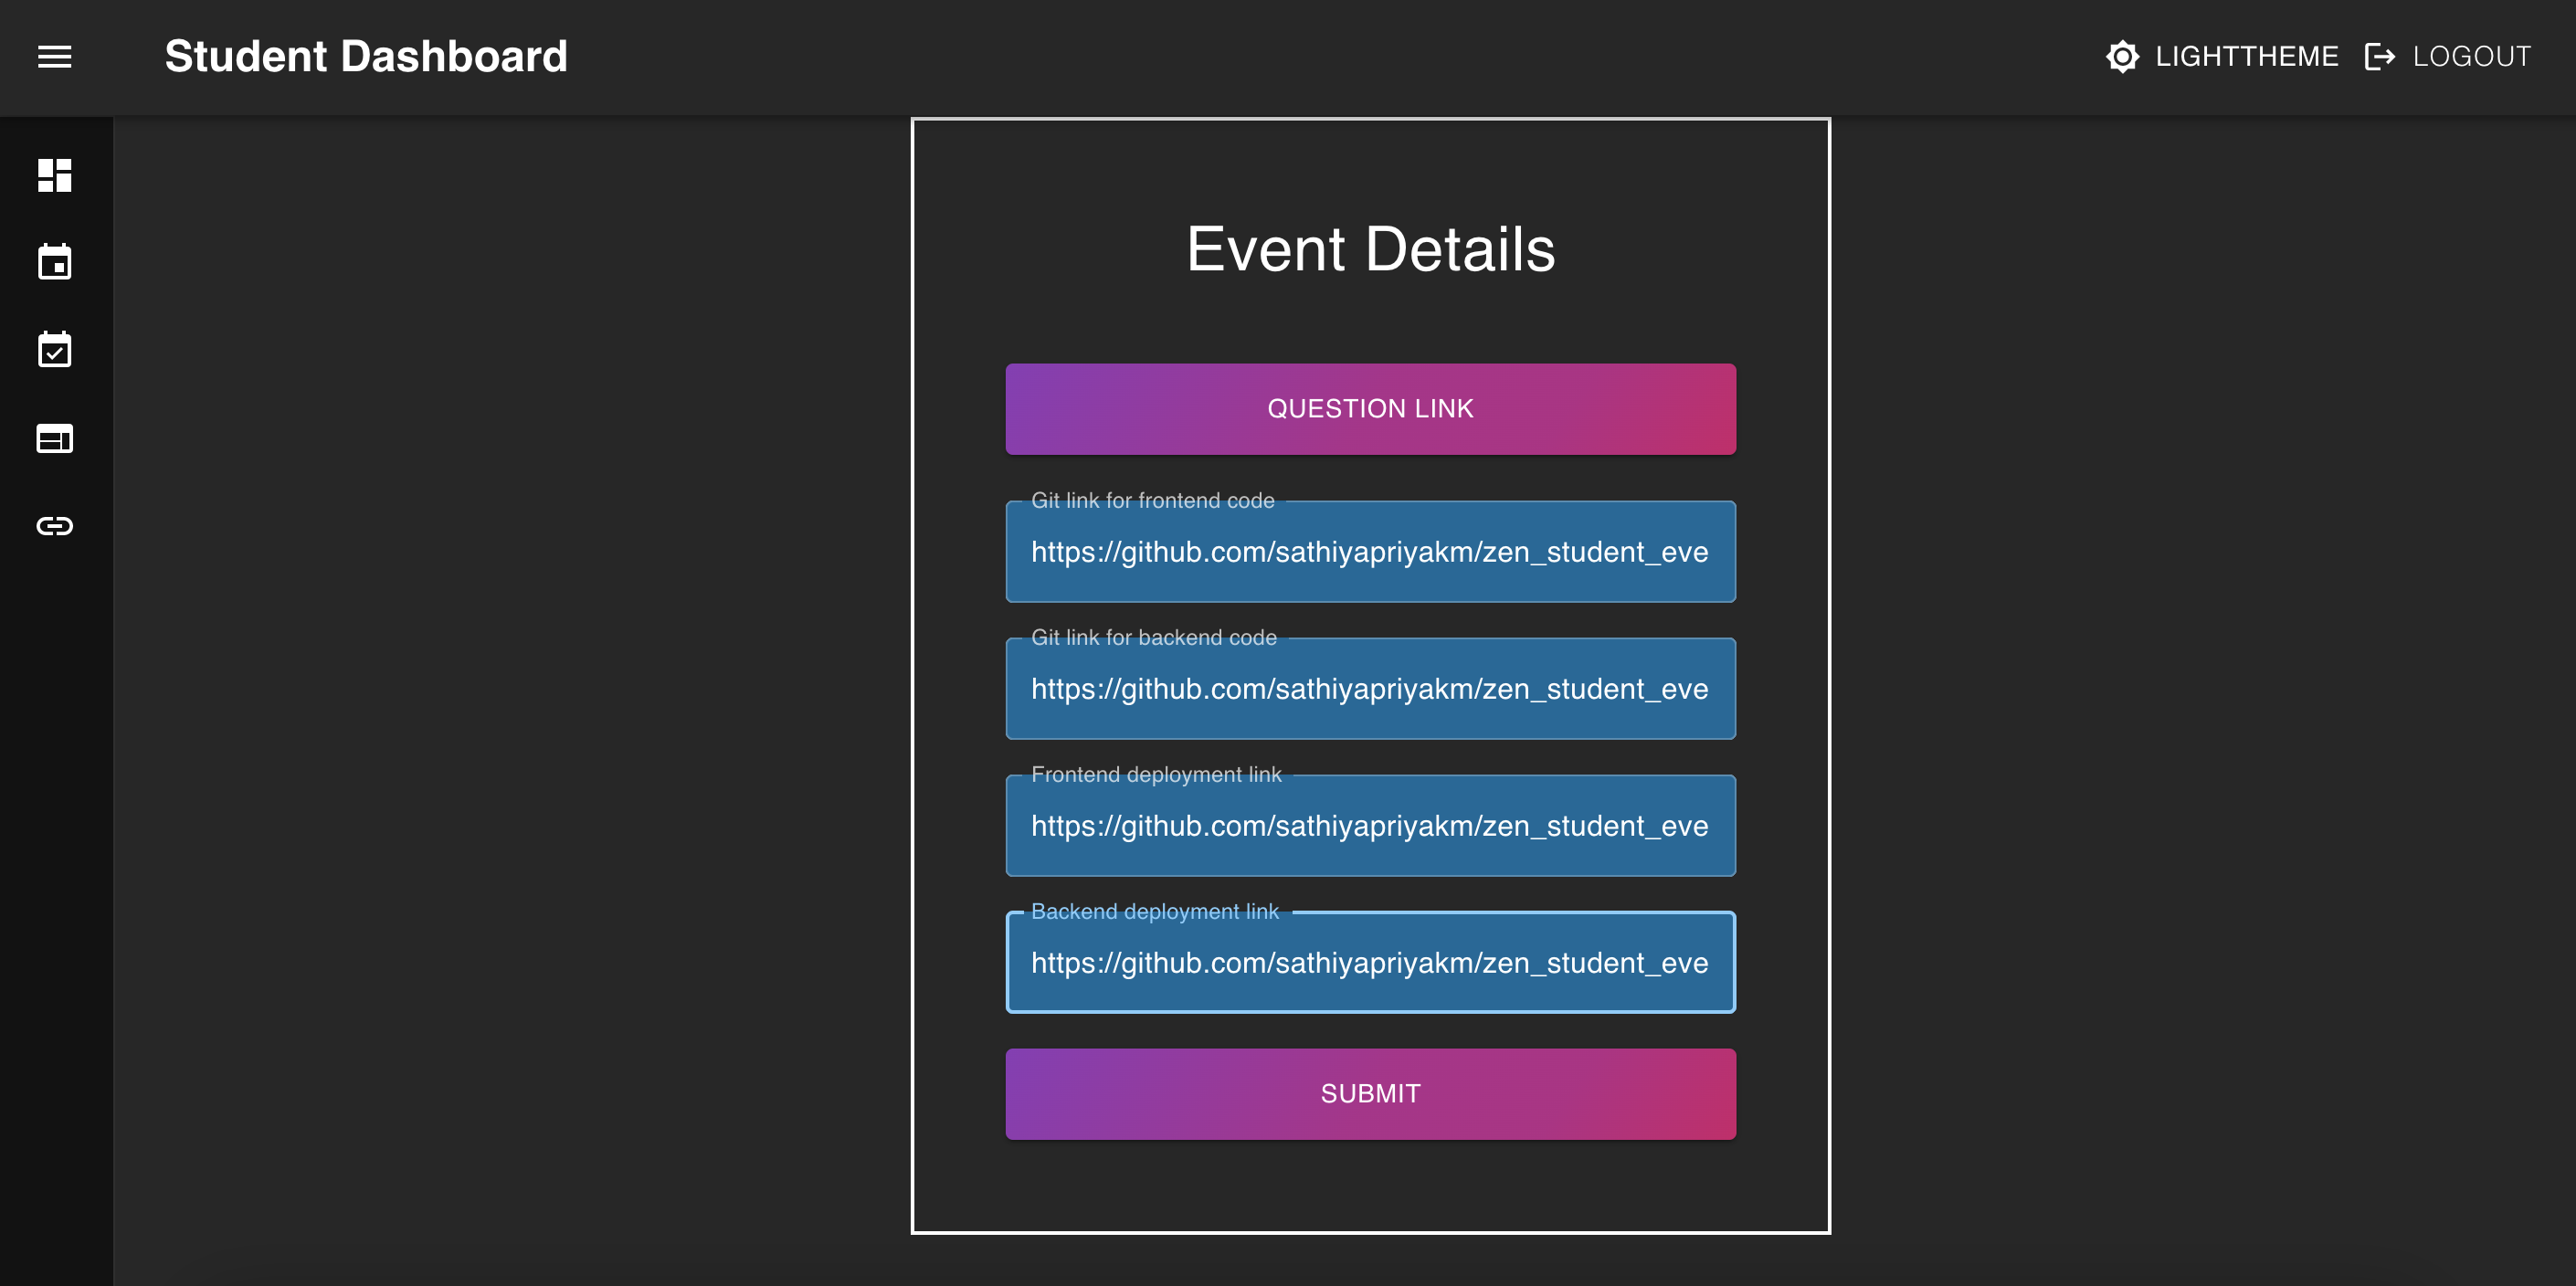 Student Dashboard
LIGHTTHEME
LOGOUT
Event Details
QUESTION LINK
Git link for frontend code
https://github.com/sathiyapriyakm/zen_student_eve
Git link for backend code
https://github.com/sathiyapriyakm/zen_student_eve
Frontend deployment link
https://github.com/sathiyapriyakm/zen_student_eve
Backend deployment link
https://github.com/sathiyapriyakm/zen_student_eve
SUBMIT